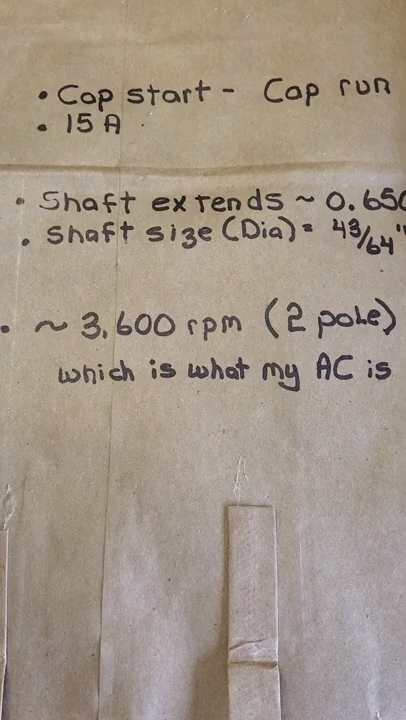 • Cap start - Cap run
• 15 A
• Shaft extends ~ 0.650
• Shaft size (Dia) = 43/64"
• ~ 3,600 rpm (2 pole)
which is what my AC is